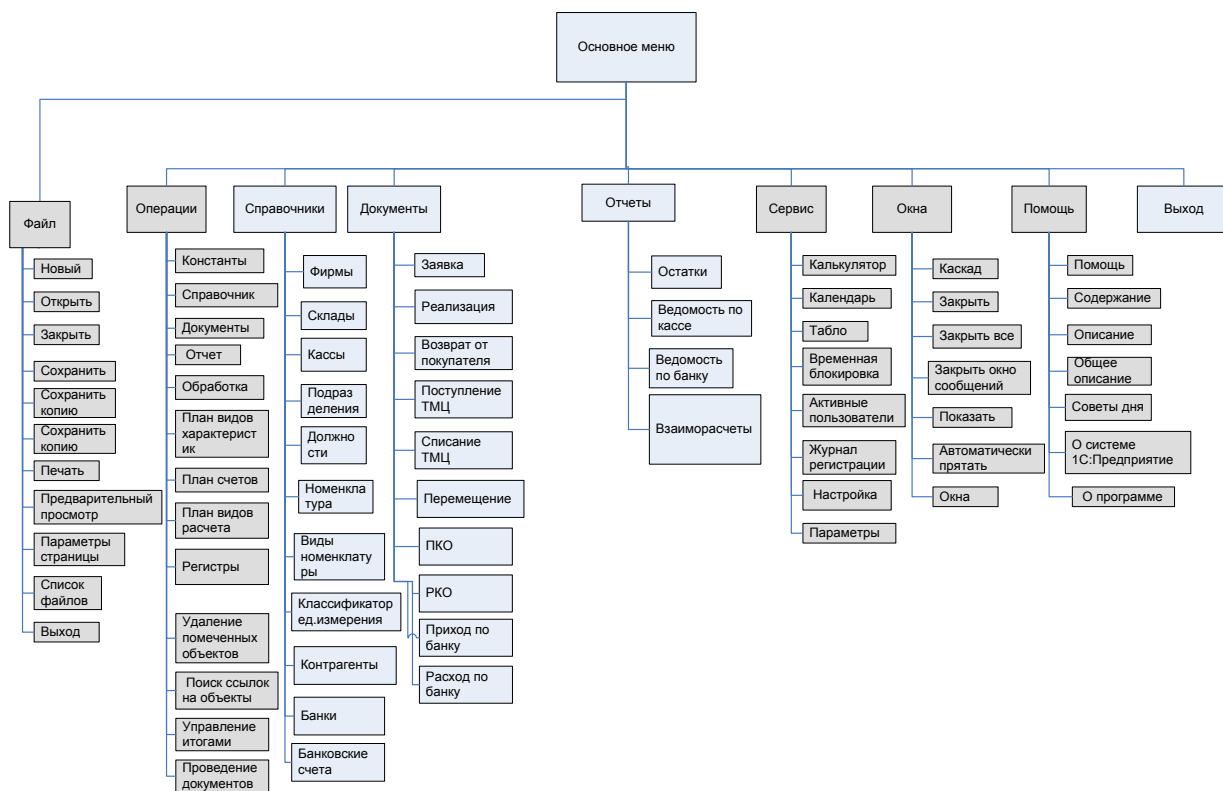 Основное меню
Файл
Новый
Открыть
Закрыть
Сохранить
Сохранить
копию
Сохранить
копию
Печать
Предварительный
просмотр
Параметры
страницы
Список
файлов
Выход
Операции
Константы
Справочник
Документы
Отчет
Обработка
План видов
характерист
ик
План счетов
План видов
расчета
Регистры
Удаление
помеченных
объектов
Поиск ссылок
на объекты
Управление
итогами
Проведение
документов
Справочники
Фирмы
Склады
Кассы
Подраз
деления
Должно
сти
Номенкла
тура
Виды
номенклату
ры
Классификатор
ед.измерения
Контрагенты
Банки
Банковские
счета
Документы
Заявка
Реализация
Возврат от
покупателя
Поступление
ТМЦ
Списание
ТМЦ
Перемещение
ПКО
РКО
Приход по
банку
Расход по
банку
Отчеты
Остатки
Ведомость по
кассе
Ведомость
по банку
Взаиморасчеты
Сервис
Калькулятор
Календарь
Табло
Временная
блокировка
Активные
пользователи
Журнал
регистрации
Настройка
Параметры
Окна
Каскад
Закрыть
Закрыть все
Закрыть окно
сообщений
Показать
Автоматически
прятать
Окна
Помощь
Помощь
Содержание
Описание
Общее
описание
Советы дня
О системе
1С:Предприятие
О программе
Выход